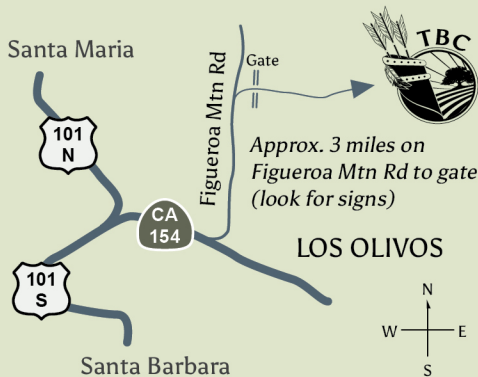 TBC
Santa Maria
Gate
Figueroa Mtn Rd
101
N
Approx. 3 miles on
Figueroa Mtn Rd to gate
(look for signs)
CA
154
LOS OLIVOS
101
S
N
W E
S
Santa Barbara